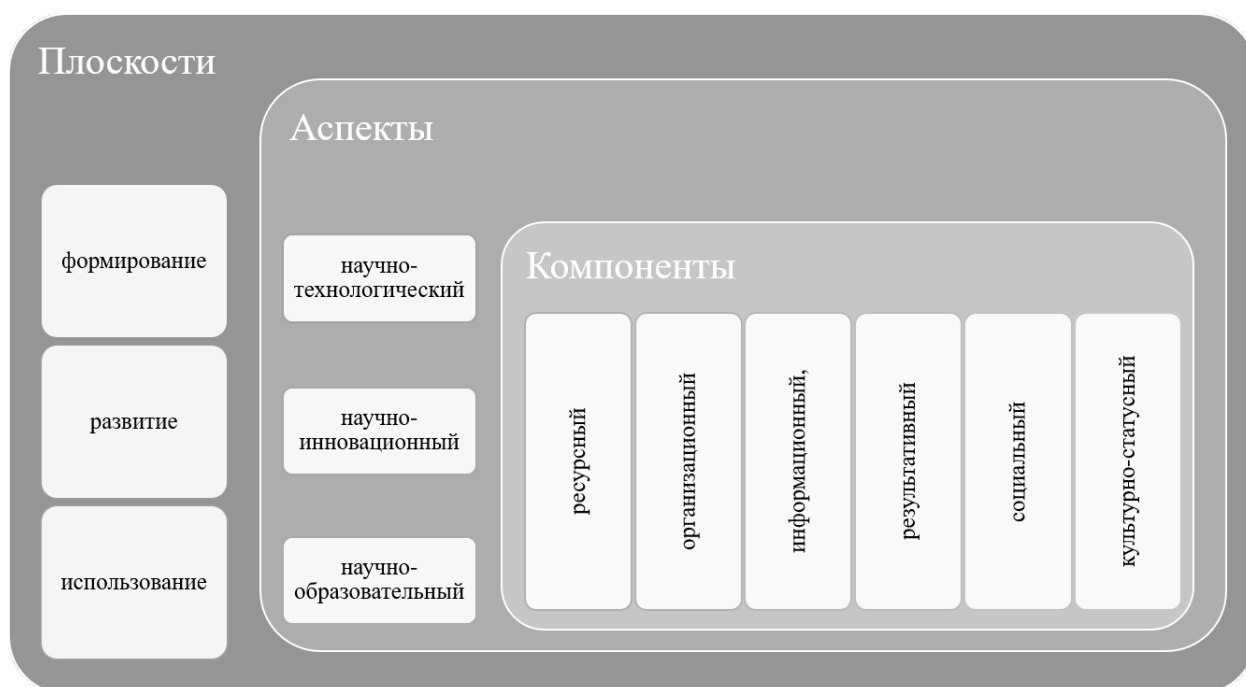 Плоскости
формирование
развитие
использование
Аспекты
научно-
технологический
научно-
инновационный
научно-
образовательный
Компоненты
ресурсный
организационный
информационный,
результативный
социальный
культурно-статусный